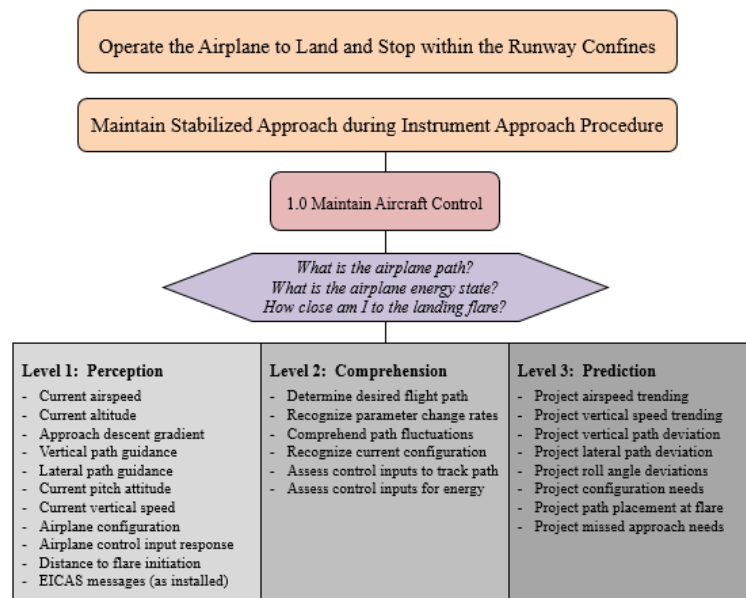 Operate the Airplane to Land and Stop within the Runway Confines
Maintain Stabilized Approach during Instrument Approach Procedure
1.0 Maintain Aircraft Control
What is the airplane path?
What is the airplane energy state?
How close am I to the landing flare?
Level 1:  Perception
- Current airspeed
- Current altitude
- Approach descent gradient
- Vertical path guidance
- Lateral path guidance
- Current pitch attitude
- Current vertical speed
- Airplane configuration
- Airplane control input response
- Distance to flare initiation
- EICAS messages (as installed)
Level 2:  Comprehension
- Determine desired flight path
- Recognize parameter change rates
- Comprehend path fluctuations
- Recognize current configuration
- Assess control inputs to track path
- Assess control inputs for energy
Level 3:  Prediction
- Project airspeed trending
- Project vertical speed trending
- Project vertical path deviation
- Project lateral path deviation
- Project roll angle deviations
- Project configuration needs
- Project path placement at flare
- Project missed approach needs